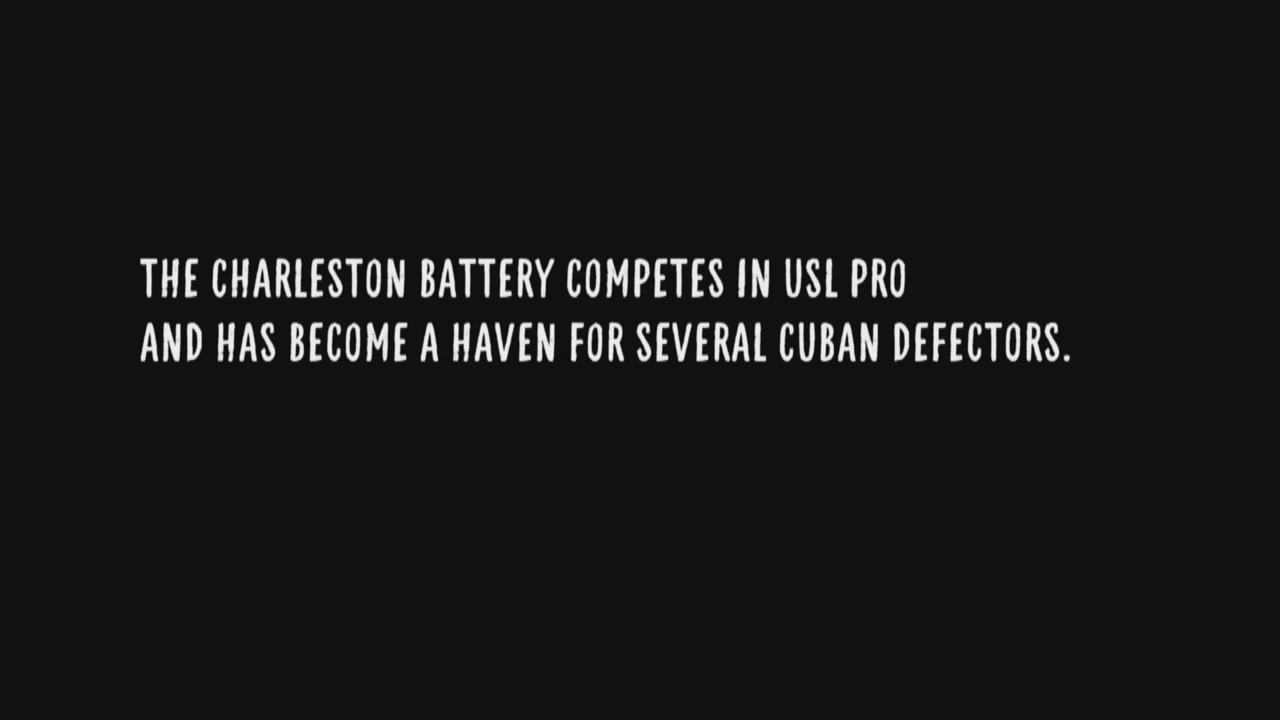 THE CHARLESTON BATTERY COMPETES IN USL PRO
AND HAS BECOME A HAVEN FOR SEVERAL CUBAN DEFECTORS.